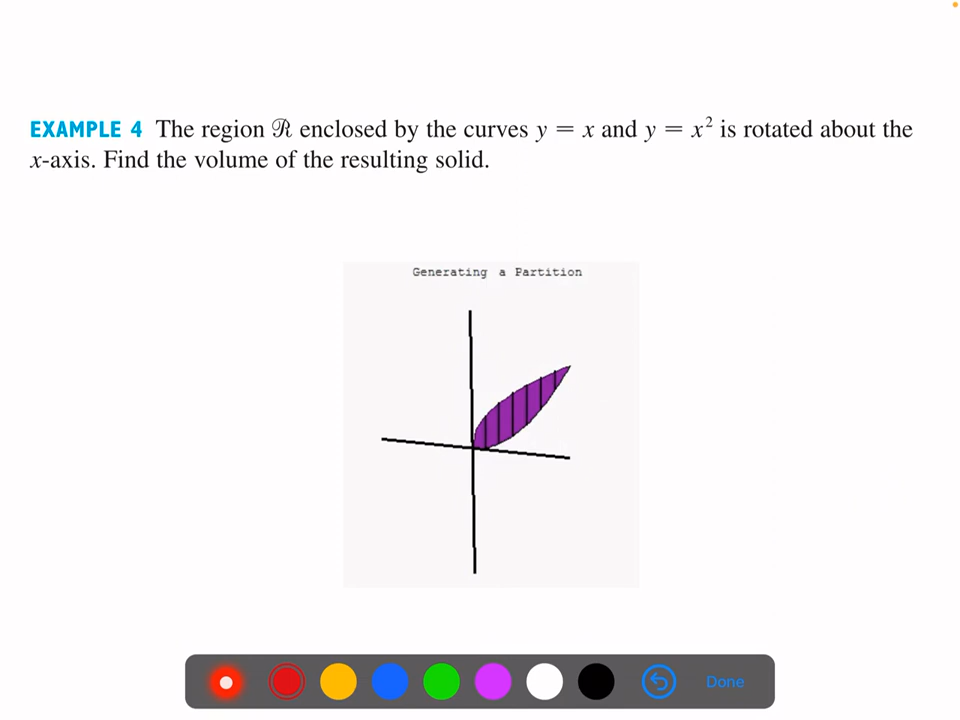 EXAMPLE 4 The region ℛ enclosed by the curves y = x and y = x² is rotated about the
x-axis. Find the volume of the resulting solid.
Generating a Partition
Done